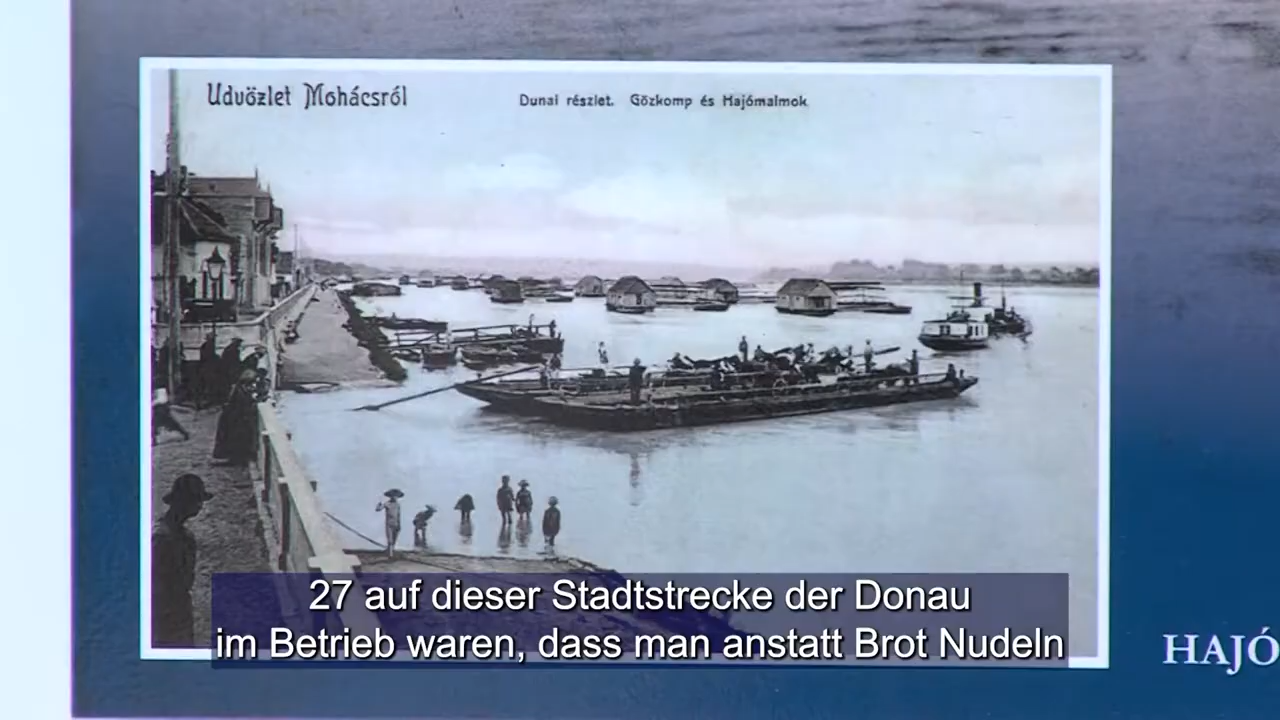 Üdvözlet Mohácsról
Dunai részlet. Gőzkomp és Hajómalmok
HAJÓ
27 auf dieser Stadtstrecke der Donau
im Betrieb waren, dass man anstatt Brot Nudeln